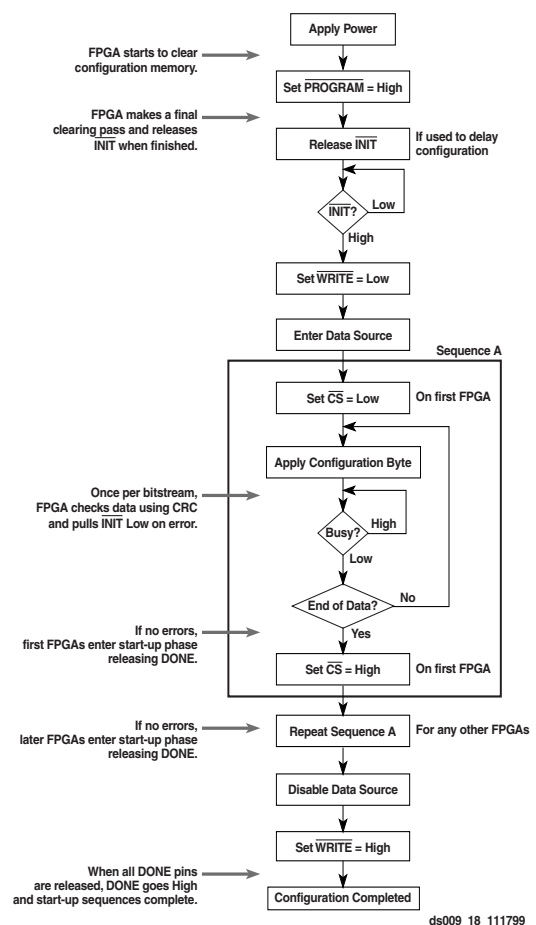 Apply Power
FPGA starts to clear
configuration memory.
Set PROGRAM = High
FPGA makes a final
clearing pass and releases
INIT when finished.
Release INIT
If used to delay
configuration
INIT?
Low
High
Set WRITE = Low
Enter Data Source
Sequence A
Set CS = Low
On first FPGA
Apply Configuration Byte
Once per bitstream,
FPGA checks data using CRC
and pulls INIT Low on error.
Busy?
High
Low
End of Data?
No
Yes
If no errors,
first FPGAs enter start-up phase
releasing DONE.
Set CS = High
On first FPGA
If no errors,
later FPGAs enter start-up phase
releasing DONE.
Repeat Sequence A
For any other FPGAs
Disable Data Source
Set WRITE = High
When all DONE pins
are released, DONE goes High
and start-up sequences complete.
Configuration Completed
ds009_18_111799